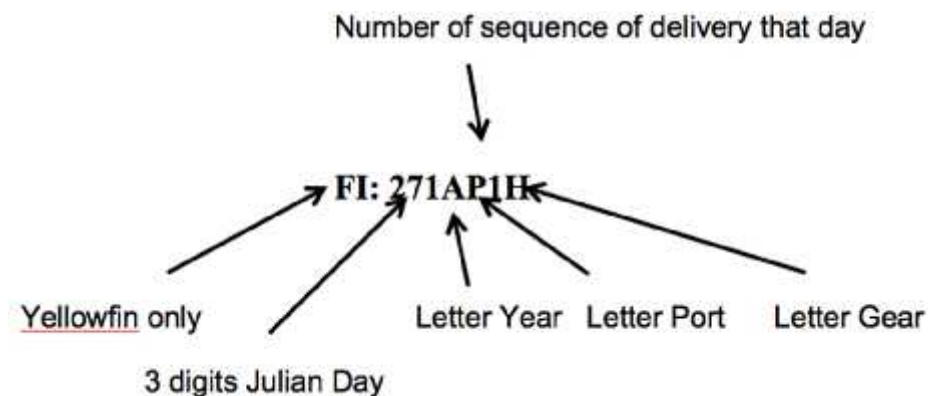 Number of sequence of delivery that day
FI: 271AP1H
Yellowfin only
Letter Year
Letter Port
Letter Gear
3 digits Julian Day